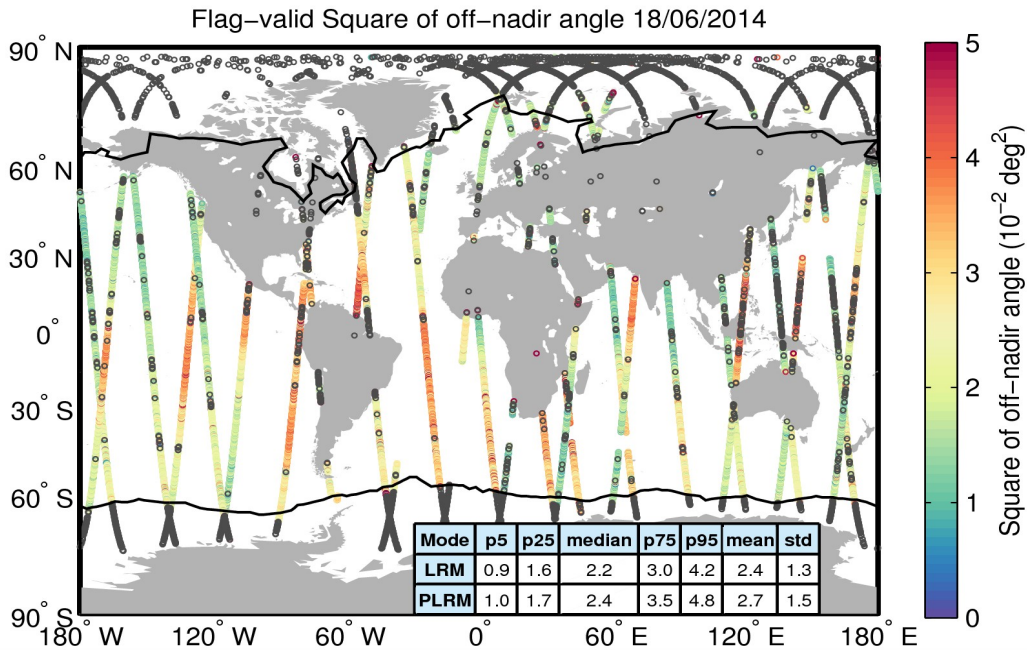 Flag−valid Square of off−nadir angle 18/06/2014
90° N
60° N
30° N
0°
30° S
60° S
90° S
180° W
120° W
60° W
0°
60° E
120° E
180° E
Mode p5 p25 median p75 p95 mean std
LRM 0.9 1.6 2.2 3.0 4.2 2.4 1.3
PLRM 1.0 1.7 2.4 3.5 4.8 2.7 1.5
5
4
3
2
1
0
Square of off−nadir angle (10⁻² deg²)